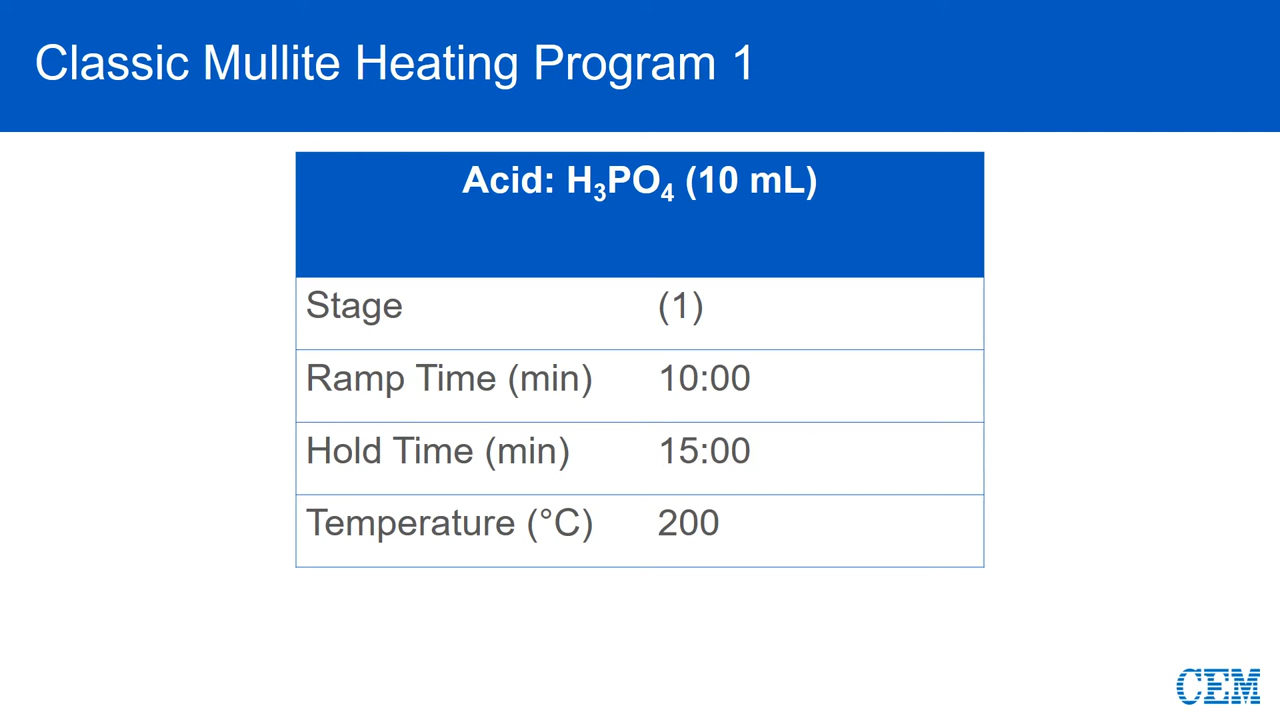 Classic Mullite Heating Program 1
Acid: H₃PO₄ (10 mL)
Stage (1)
Ramp Time (min) 10:00
Hold Time (min) 15:00
Temperature (°C) 200
CEM